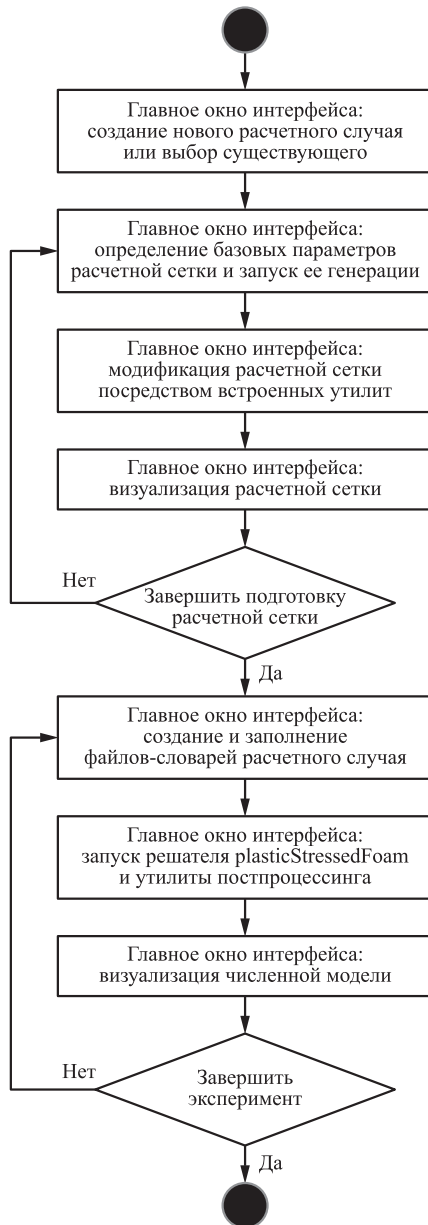 Главное окно интерфейса:
создание нового расчетного случая
или выбор существующего
Главное окно интерфейса:
определение базовых параметров
расчетной сетки и запуск ее генерации
Главное окно интерфейса:
модификация расчетной сетки
посредством встроенных утилит
Главное окно интерфейса:
визуализация расчетной сетки
Нет
Завершить подготовку
расчетной сетки
Да
Главное окно интерфейса:
создание и заполнение
файлов-словарей расчетного случая
Главное окно интерфейса:
запуск решателя plasticStressedFoam
и утилиты постпроцессинга
Главное окно интерфейса:
визуализация численной модели
Нет
Завершить
эксперимент
Да